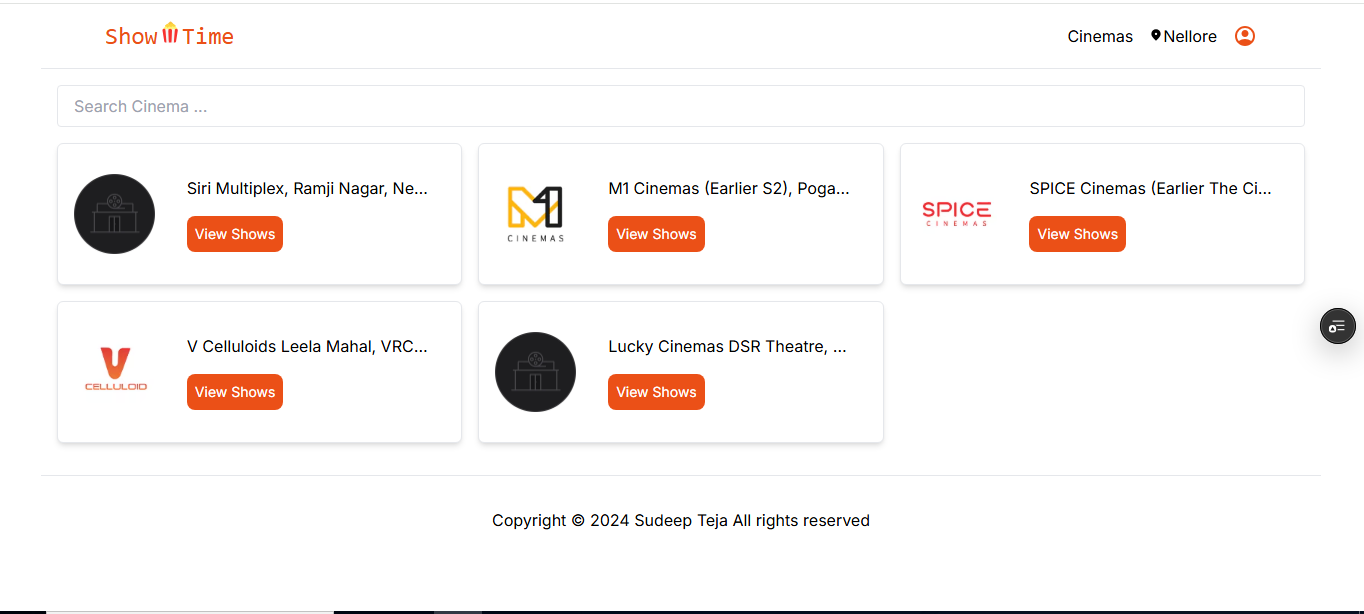 Show Time
Cinemas Nellore
Search Cinema ...
Siri Multiplex, Ramji Nagar, Ne...
View Shows
M1 CINEMAS
M1 Cinemas (Earlier S2), Poga...
View Shows
SPICE CINEMAS
SPICE Cinemas (Earlier The Ci...
View Shows
V CELLULOID
V Celluloids Leela Mahal, VRC...
View Shows
Lucky Cinemas DSR Theatre, ...
View Shows
Copyright © 2024 Sudeep Teja All rights reserved